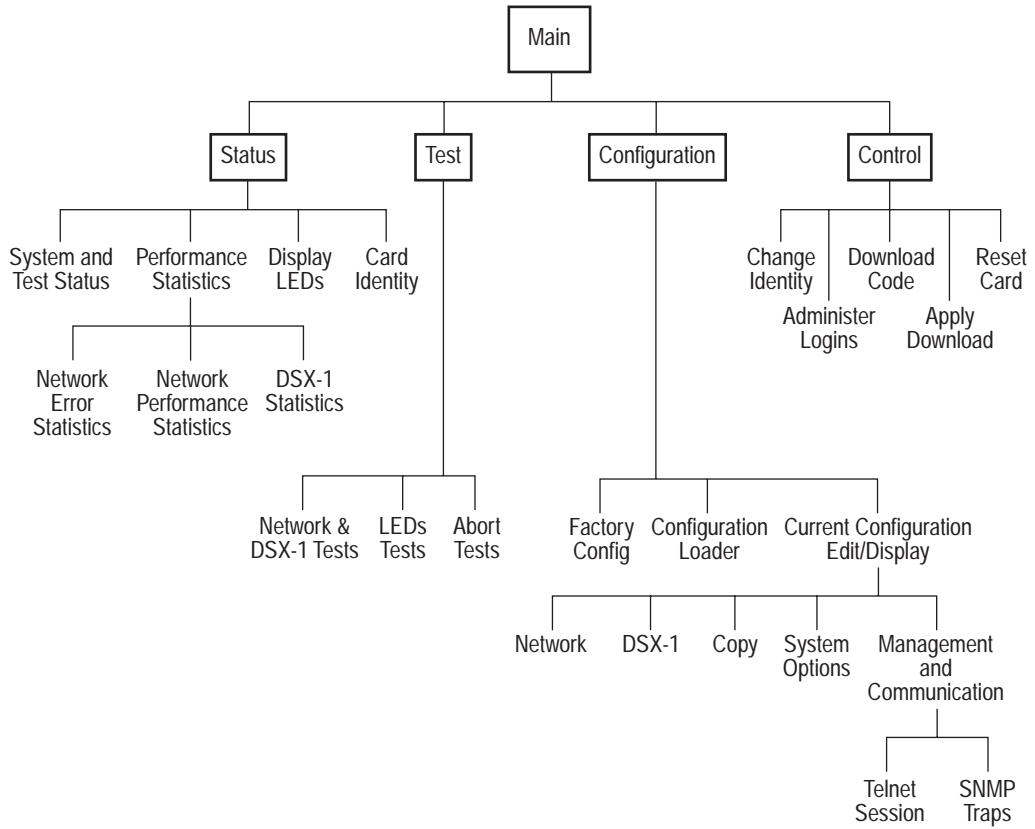 Main
Status
Test
Configuration
Control
System and
Test Status
Performance
Statistics
Display
LEDs
Card
Identity
Change
Identity
Administer
Logins
Download
Code
Apply
Download
Reset
Card
Network
Error
Statistics
Network
Performance
Statistics
DSX-1
Statistics
Network &
DSX-1 Tests
LEDs
Tests
Abort
Tests
Factory
Config
Configuration
Loader
Current Configuration
Edit/Display
Network
DSX-1
Copy
System
Options
Management
and
Communication
Telnet
Session
SNMP
Traps